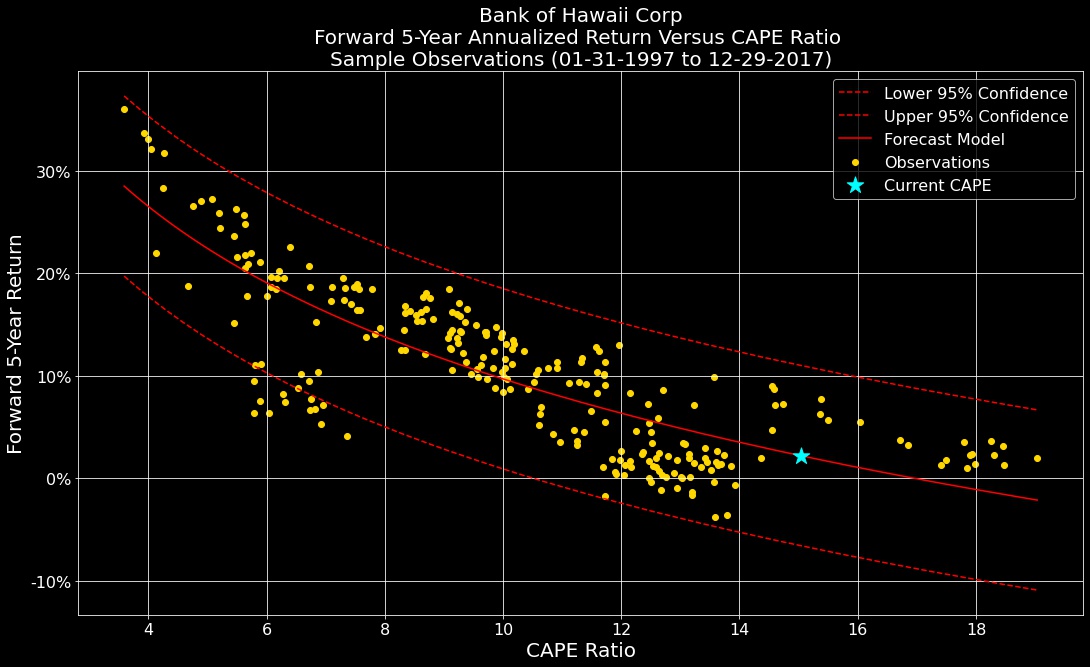 Bank of Hawaii Corp
Forward 5-Year Annualized Return Versus CAPE Ratio
Sample Observations (01-31-1997 to 12-29-2017)
Lower 95% Confidence
Upper 95% Confidence
Forecast Model
Observations
Current CAPE
Forward 5-Year Return
30%
20%
10%
0%
-10%
4 6 8 10 12 14 16 18
CAPE Ratio